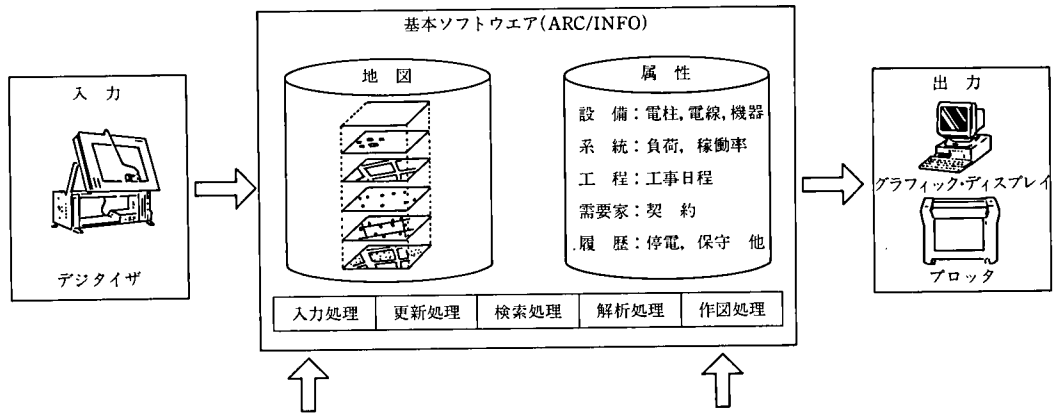 基本ソフトウエア(ARC/INFO)
入力
デジタイザ
地図
属性
設備：電柱，電線，機器
系統：負荷，稼働率
工程：工事日程
需要家：契約
履歴：停電，保守 他
入力処理
更新処理
検索処理
解析処理
作図処理
出力
グラフィック・ディスプレイ
プロッタ